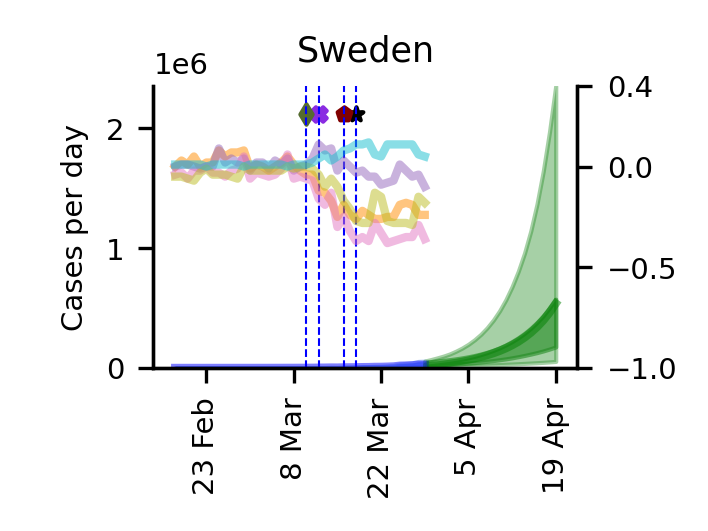 Sweden
1e6
Cases per day
2
1
0
0.4
0.0
−0.5
−1.0
23 Feb
8 Mar
22 Mar
5 Apr
19 Apr